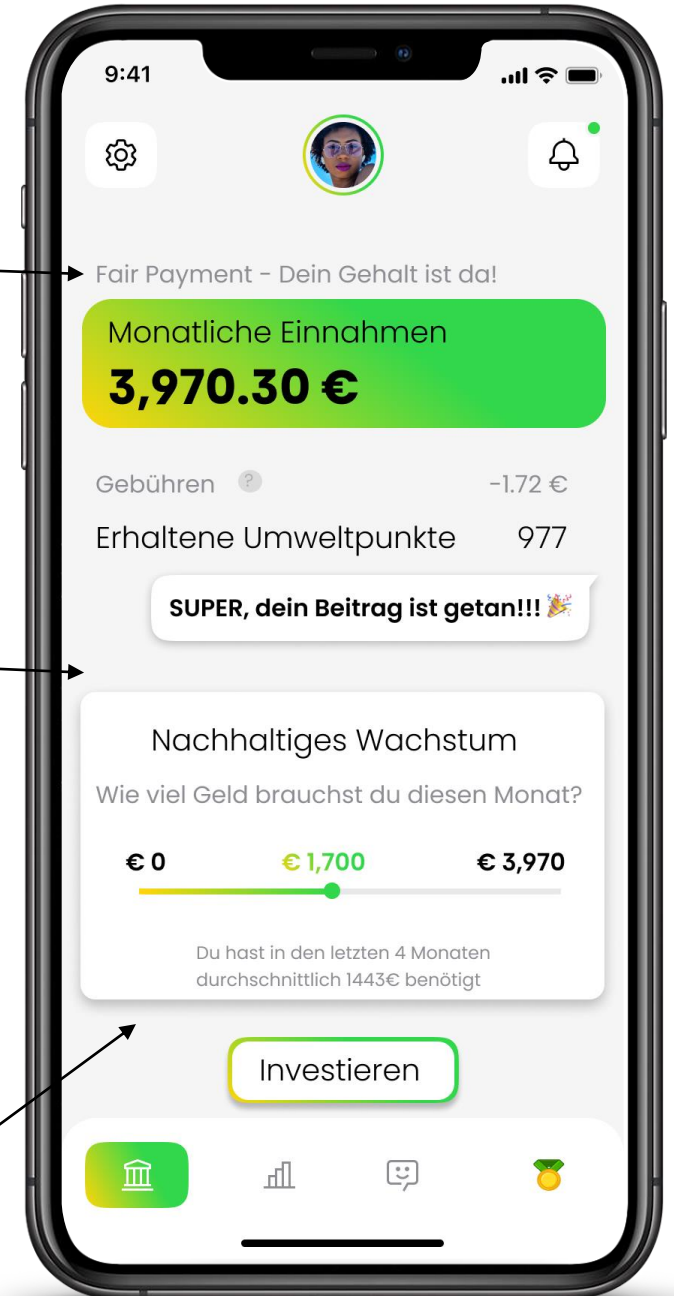 9:41
Fair Payment - Dein Gehalt ist da!
Monatliche Einnahmen
3,970.30 €
Gebühren ? -1.72 €
Erhaltene Umweltpunkte 977
SUPER, dein Beitrag ist getan!!! 🎉
Nachhaltiges Wachstum
Wie viel Geld brauchst du diesen Monat?
€ 0 € 1,700 € 3,970
Du hast in den letzten 4 Monaten
durchschnittlich 1443€ benötigt
Investieren